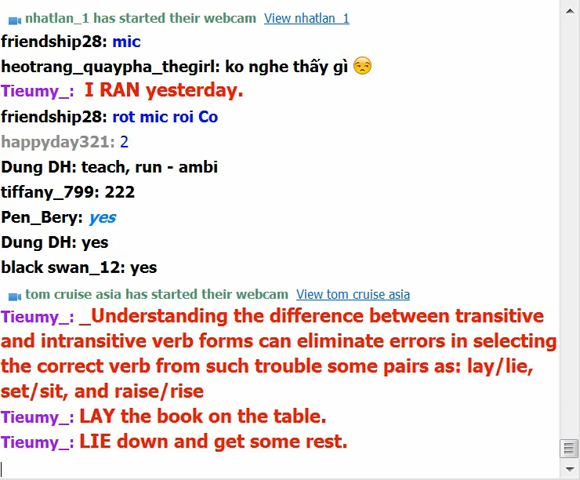 nhatlan_1 has started their webcam View nhatlan_1
friendship28: mic
heotrang_quaypha_thegirl: ko nghe thấy gì
Tieumy_: I RAN yesterday.
friendship28: rot mic roi Co
happyday321: 2
Dung DH: teach, run - ambi
tiffany_799: 222
Pen_Bery: yes
Dung DH: yes
black swan_12: yes
tom cruise asia has started their webcam View tom cruise asia
Tieumy_: _Understanding the difference between transitive
and intransitive verb forms can eliminate errors in selecting
the correct verb from such trouble some pairs as: lay/lie,
set/sit, and raise/rise
Tieumy_: LAY the book on the table.
Tieumy_: LIE down and get some rest.